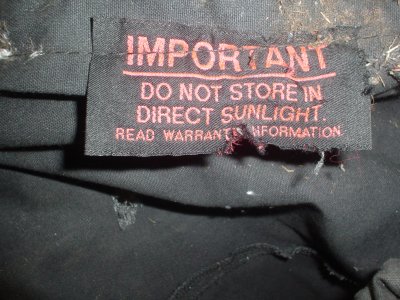 IMPORTANT
DO NOT STORE IN
DIRECT SUNLIGHT.
READ WARRANTY INFORMATION